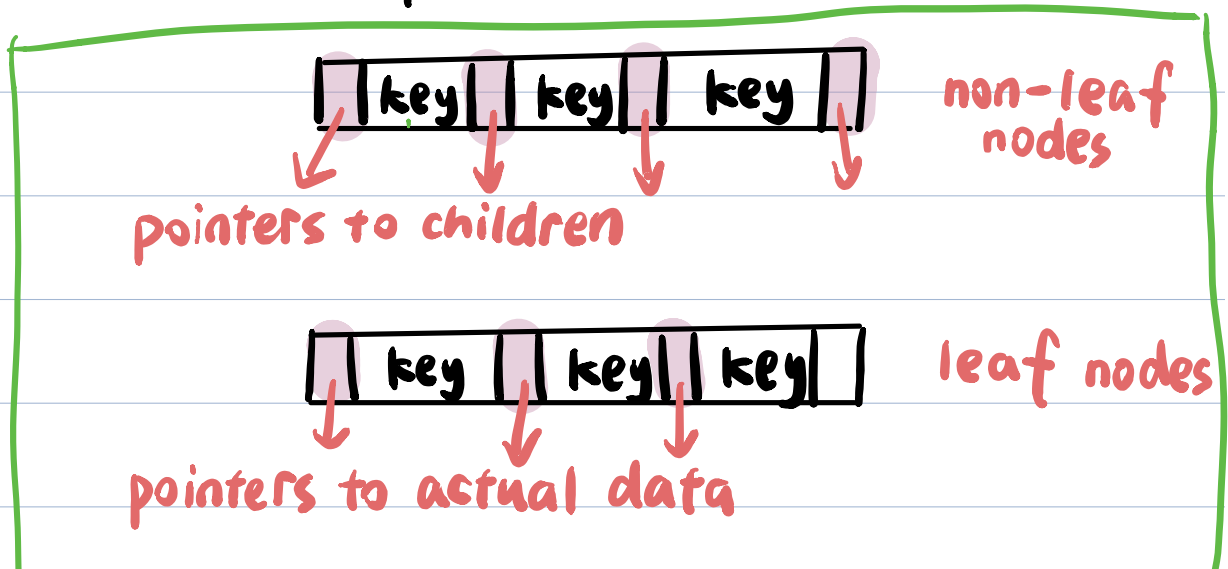 key key key
non-leaf
nodes
pointers to children
key key key
leaf nodes
pointers to actual data